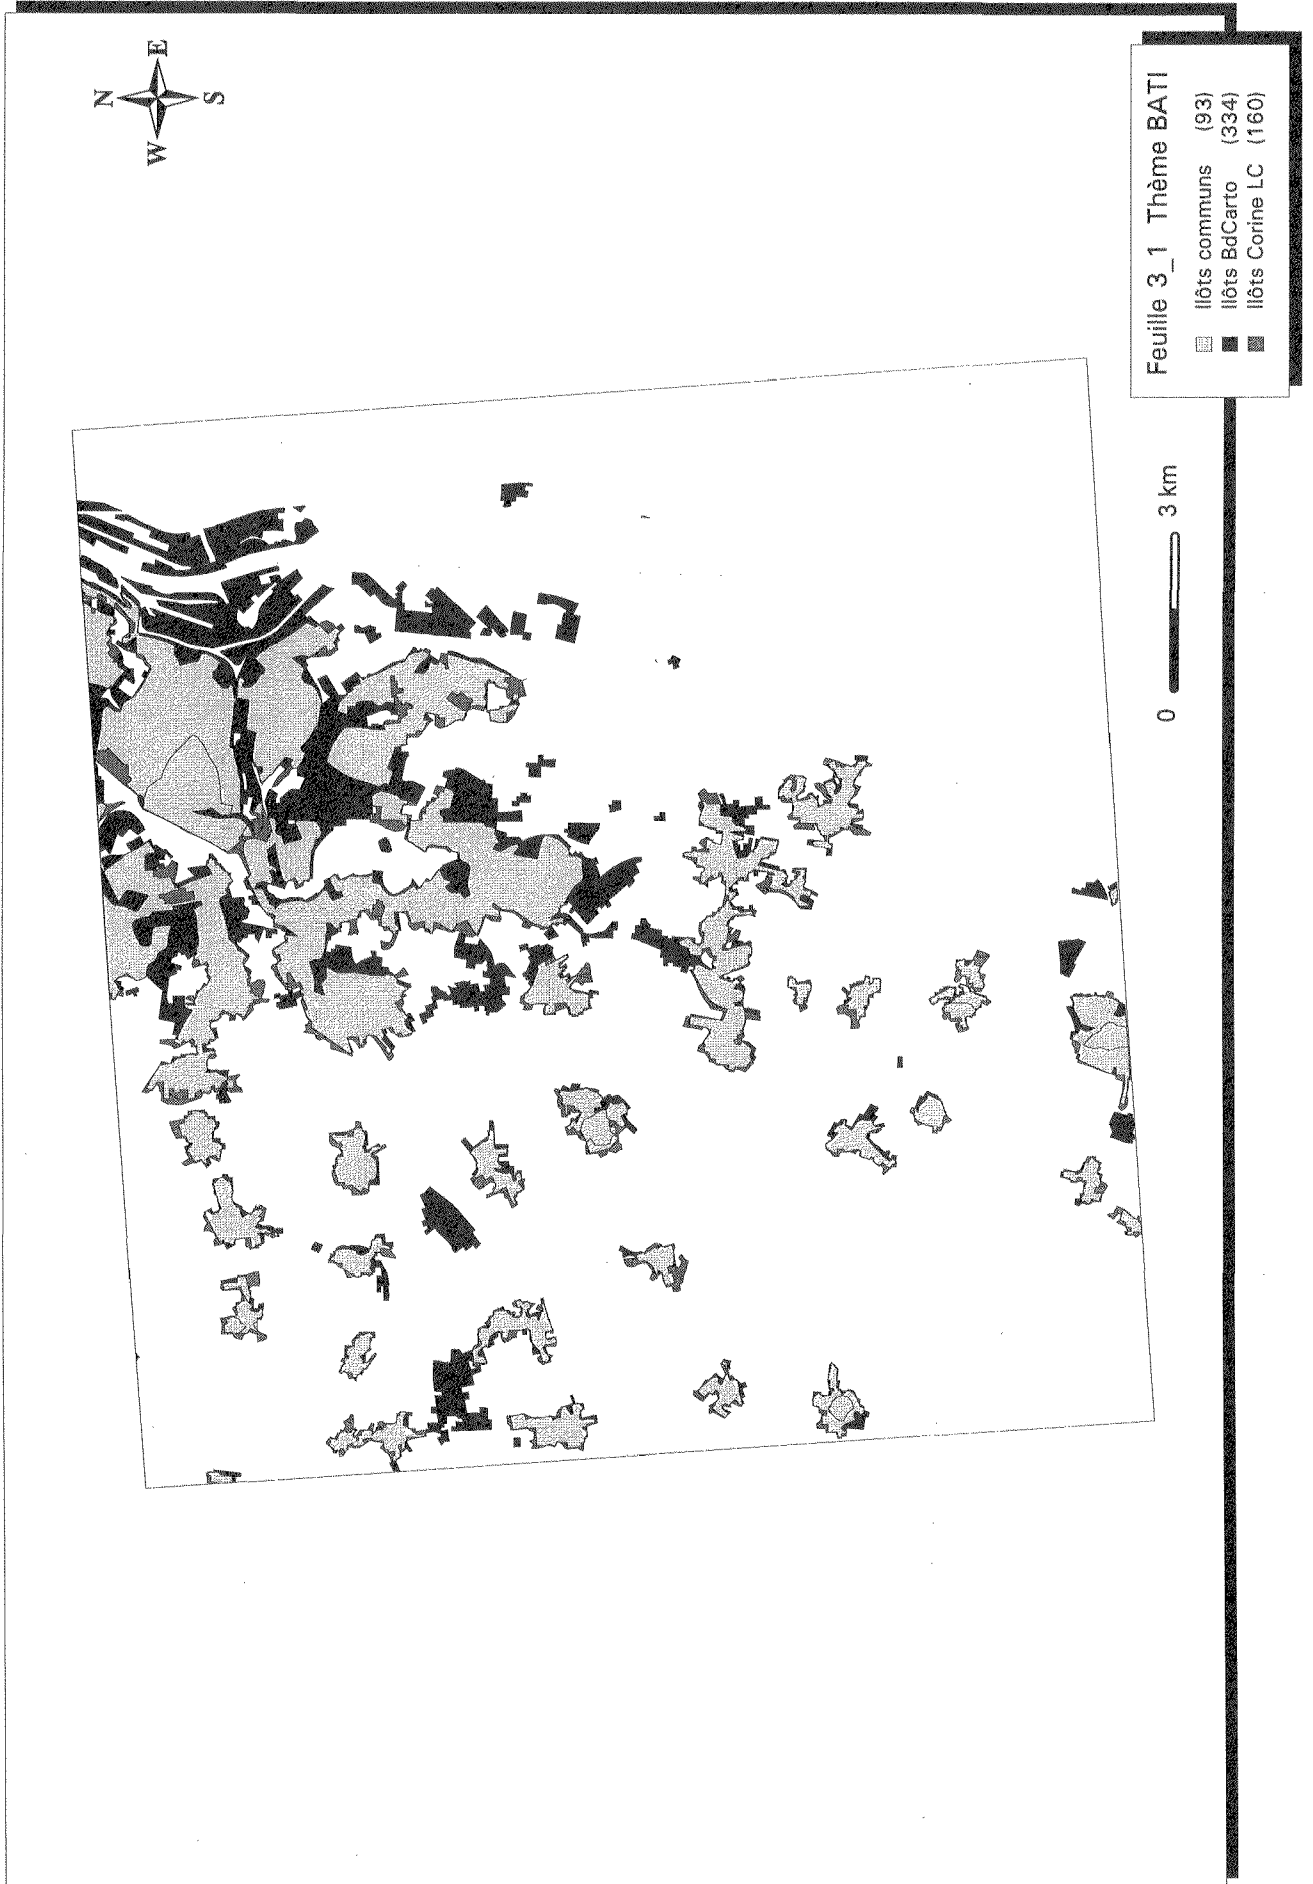 N
W E
S
Feuille 3_1 Thème BATI
Ilôts communs (93)
Ilôts BdCarto (334)
Ilôts Corine LC (160)
0 3 km